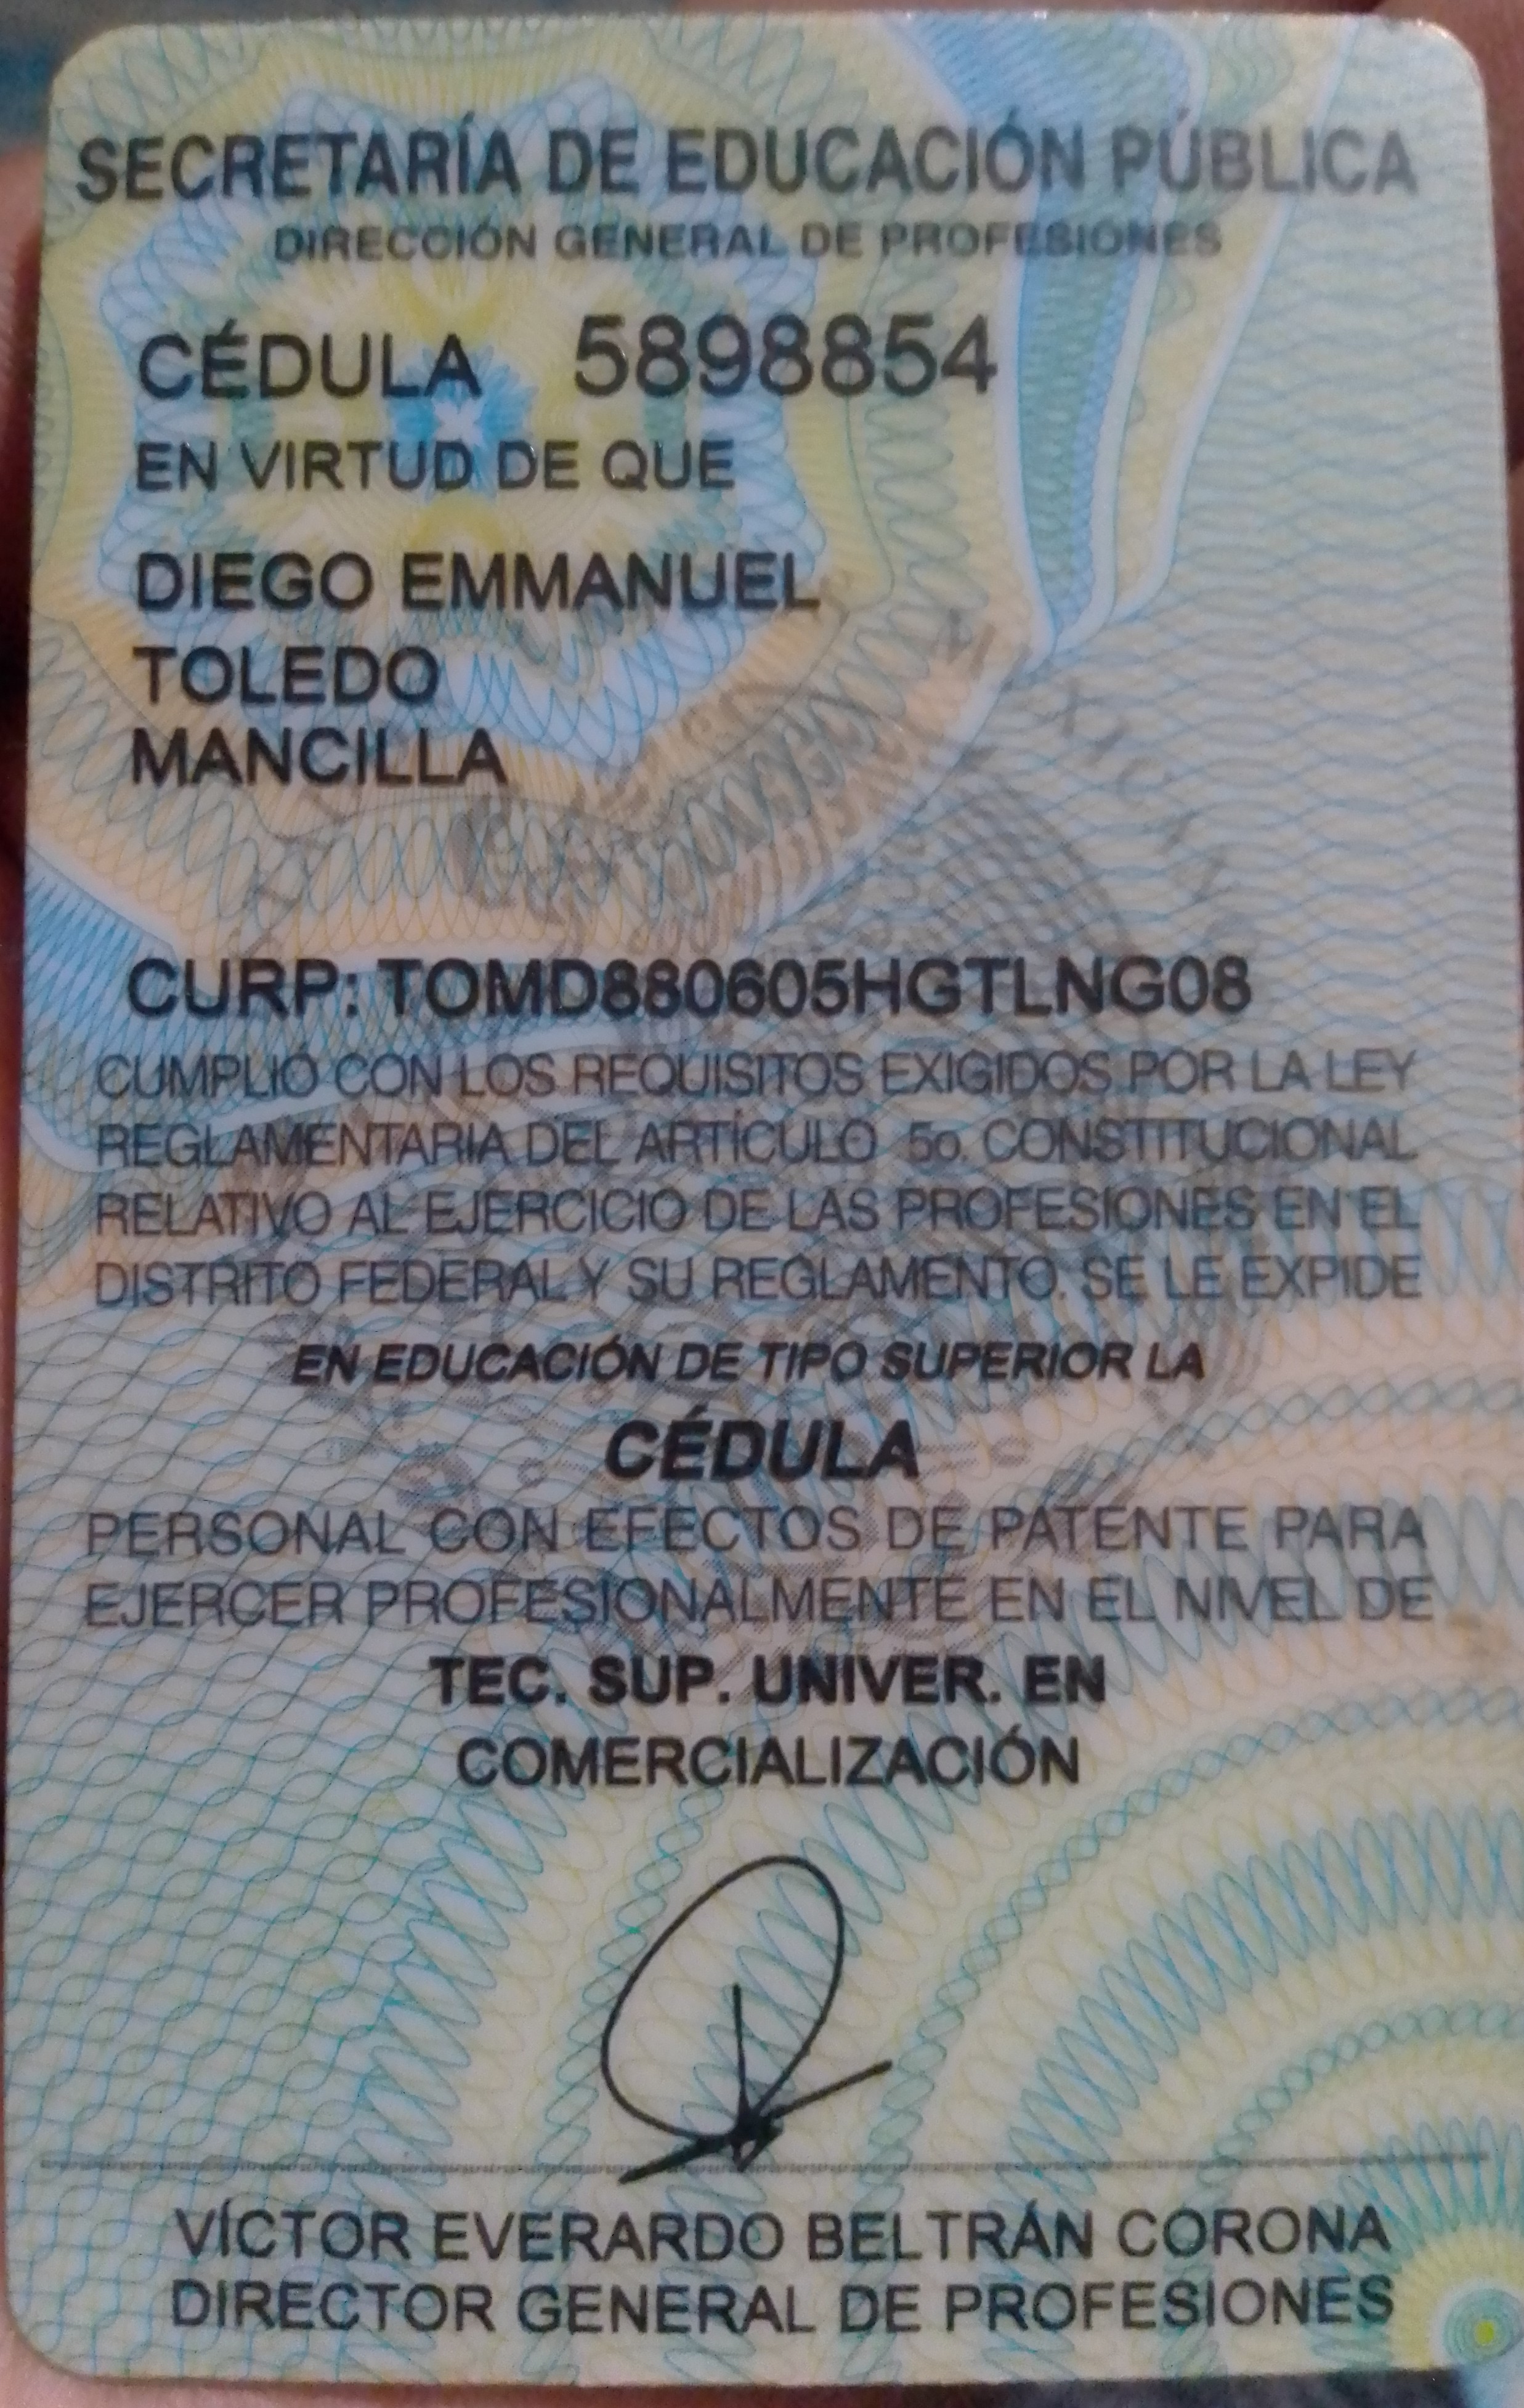 SECRETARÍA DE EDUCACIÓN PÚBLICA
DIRECCIÓN GENERAL DE PROFESIONES
CÉDULA 5898854
EN VIRTUD DE QUE
DIEGO EMMANUEL
TOLEDO
MANCILLA
CURP: TOMD880605HGTLNG08
CUMPLIÓ CON LOS REQUISITOS EXIGIDOS POR LA LEY
REGLAMENTARIA DEL ARTÍCULO 5o. CONSTITUCIONAL
RELATIVO AL EJERCICIO DE LAS PROFESIONES EN EL
DISTRITO FEDERAL Y SU REGLAMENTO. SE LE EXPIDE
EN EDUCACIÓN DE TIPO SUPERIOR LA
CÉDULA
PERSONAL CON EFECTOS DE PATENTE PARA
EJERCER PROFESIONALMENTE EN EL NIVEL DE
TEC. SUP. UNIVER. EN
COMERCIALIZACIÓN
VÍCTOR EVERARDO BELTRÁN CORONA
DIRECTOR GENERAL DE PROFESIONES